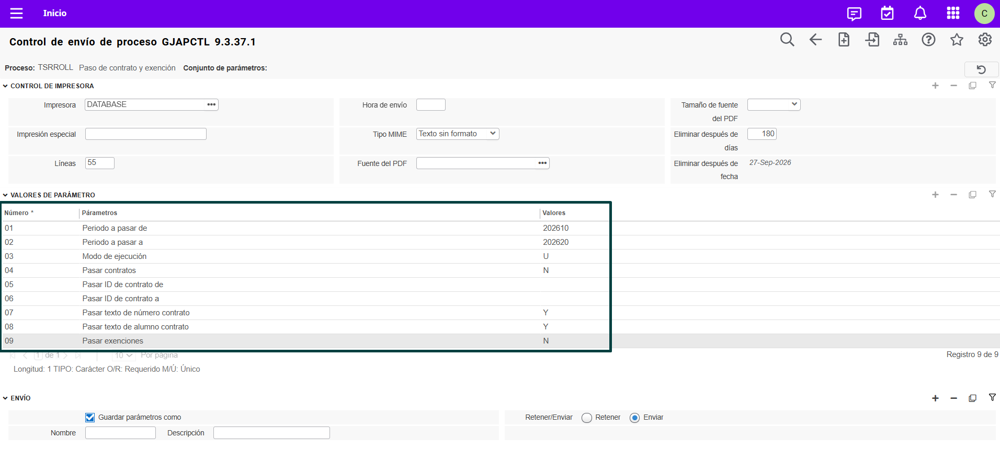 Inicio
C
Control de envío de proceso GJAPCTL 9.3.37.1
Proceso: TSRROLL Paso de contrato y exención Conjunto de parámetros:
CONTROL DE IMPRESORA
Impresora DATABASE ••• Hora de envío Tamaño de fuente del PDF
Impresión especial Tipo MIME Texto sin formato Eliminar después de días 180
Líneas 55 Fuente del PDF ••• Eliminar después de fecha 27-Sep-2026
VALORES DE PARÁMETRO
Número * Párametros Valores
01 Periodo a pasar de 202610
02 Periodo a pasar a 202620
03 Modo de ejecución U
04 Pasar contratos N
05 Pasar ID de contrato de
06 Pasar ID de contrato a
07 Pasar texto de número contrato Y
08 Pasar texto de alumno contrato Y
09 Pasar exenciones N
1 de 1 10 Por página Registro 9 de 9
Longitud: 1 TIPO: Carácter O/R: Requerido M/Ú: Único
ENVÍO
Guardar parámetros como Retener/Enviar Retener Enviar
Nombre Descripción